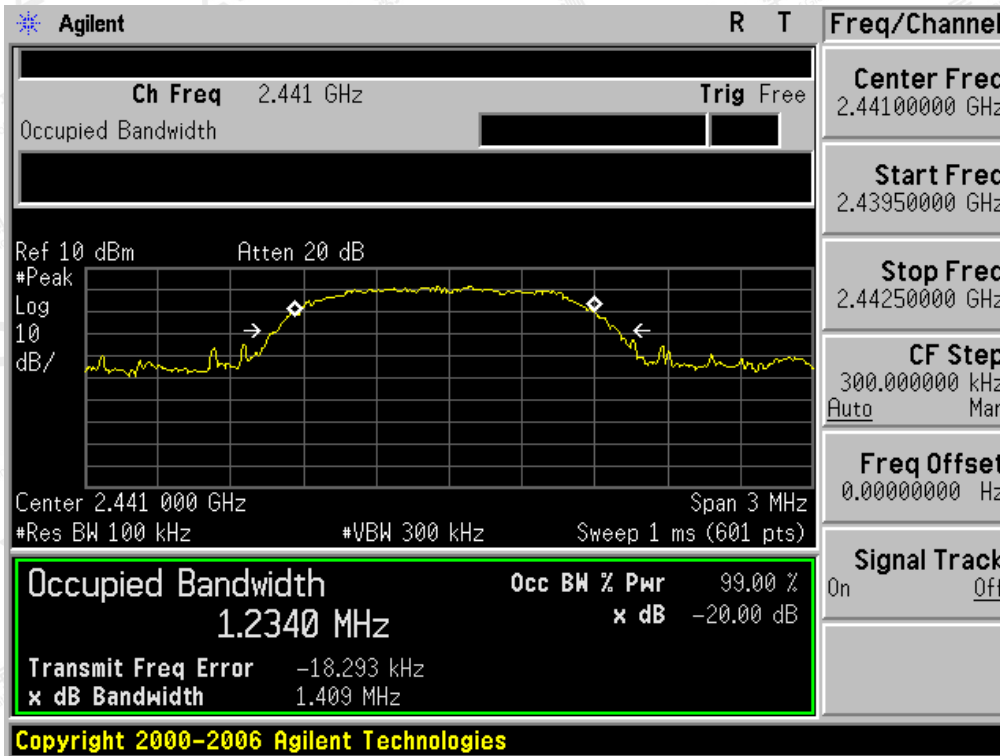 Agilent R T Freq/Channel
Ch Freq 2.441 GHz Trig Free
Occupied Bandwidth
Center Freq
2.44100000 GHz
Start Freq
2.43950000 GHz
Stop Freq
2.44250000 GHz
CF Step
300.000000 kHz
Auto Man
Freq Offset
0.00000000 Hz
Signal Track
On Off
Ref 10 dBm Atten 20 dB
#Peak
Log
10
dB/
Center 2.441 000 GHz Span 3 MHz
#Res BW 100 kHz #VBW 300 kHz Sweep 1 ms (601 pts)
Occupied Bandwidth
1.2340 MHz
Occ BW % Pwr 99.00 %
x dB -20.00 dB
Transmit Freq Error -18.293 kHz
x dB Bandwidth 1.409 MHz
Copyright 2000-2006 Agilent Technologies